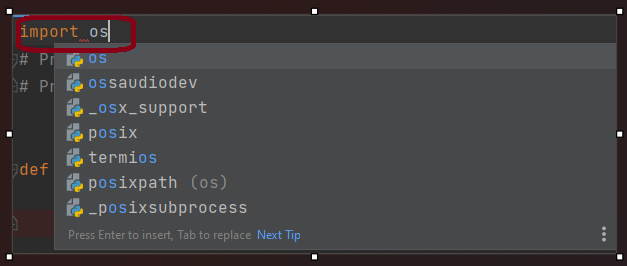 import os
# Pr
os
# Pr
ossaudiodev
_osx_support
posix
termios
def
posixpath (os)
_posixsubprocess
Press Enter to insert, Tab to replace Next Tip